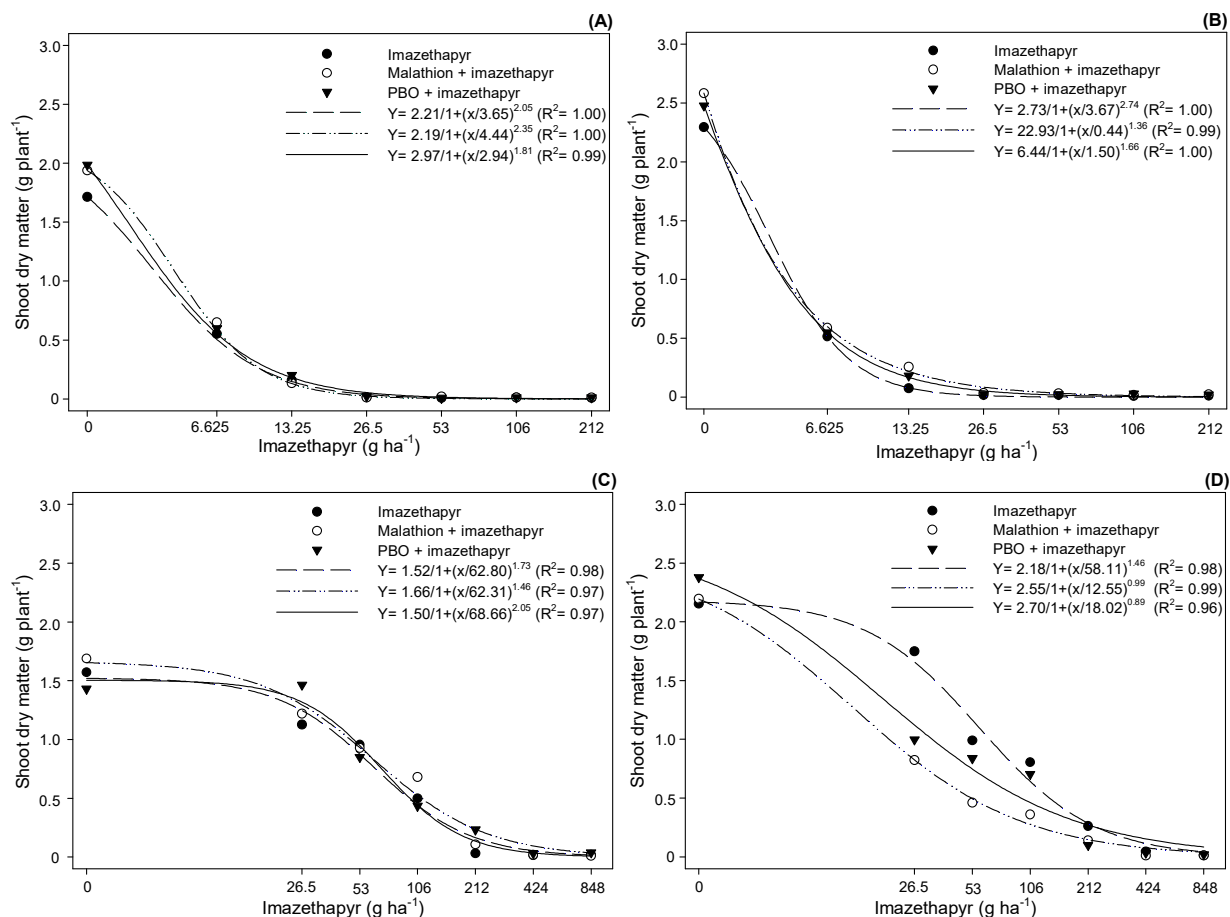 (A)
3.0
2.5
2.0
1.5
1.0
0.5
0
Shoot dry matter (g plant⁻¹)
Imazethapyr
Malathion + imazethapyr
PBO + imazethapyr
Y= 2.21/1+(x/3.65)^2.05 (R²= 1.00)
Y= 2.19/1+(x/4.44)^2.35 (R²= 1.00)
Y= 2.97/1+(x/2.94)^1.81 (R²= 0.99)
0 6.625 13.25 26.5 53 106 212
Imazethapyr (g ha⁻¹)
(B)
3.0
2.5
2.0
1.5
1.0
0.5
0
Shoot dry matter (g plant⁻¹)
Imazethapyr
Malathion + imazethapyr
PBO + imazethapyr
Y= 2.73/1+(x/3.67)^2.74 (R²= 1.00)
Y= 22.93/1+(x/0.44)^1.36 (R²= 0.99)
Y= 6.44/1+(x/1.50)^1.66 (R²= 1.00)
0 6.625 13.25 26.5 53 106 212
Imazethapyr (g ha⁻¹)
(C)
3.0
2.5
2.0
1.5
1.0
0.5
0
Shoot dry matter (g plant⁻¹)
Imazethapyr
Malathion + imazethapyr
PBO + imazethapyr
Y= 1.52/1+(x/62.80)^1.73 (R²= 0.98)
Y= 1.66/1+(x/62.31)^1.46 (R²= 0.97)
Y= 1.50/1+(x/68.66)^2.05 (R²= 0.97)
0 26.5 53 106 212 424 848
Imazethapyr (g ha⁻¹)
(D)
3.0
2.5
2.0
1.5
1.0
0.5
0
Shoot dry matter (g plant⁻¹)
Imazethapyr
Malathion + imazethapyr
PBO + imazethapyr
Y= 2.18/1+(x/58.11)^1.46 (R²= 0.98)
Y= 2.55/1+(x/12.55)^0.99 (R²= 0.99)
Y= 2.70/1+(x/18.02)^0.89 (R²= 0.96)
0 26.5 53 106 212 424 848
Imazethapyr (g ha⁻¹)